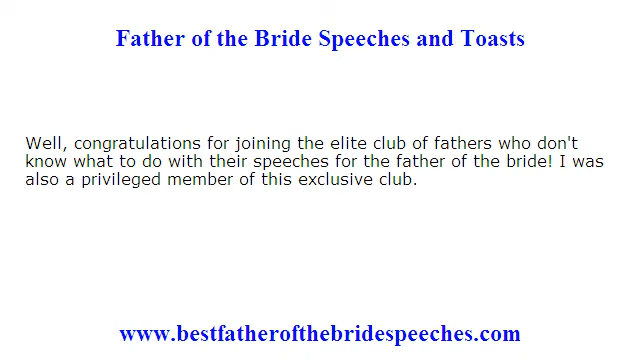 Father of the Bride Speeches and Toasts
Well, congratulations for joining the elite club of fathers who don't
know what to do with their speeches for the father of the bride! I was
also a privileged member of this exclusive club.
www.bestfatherofthebridespeeches.com